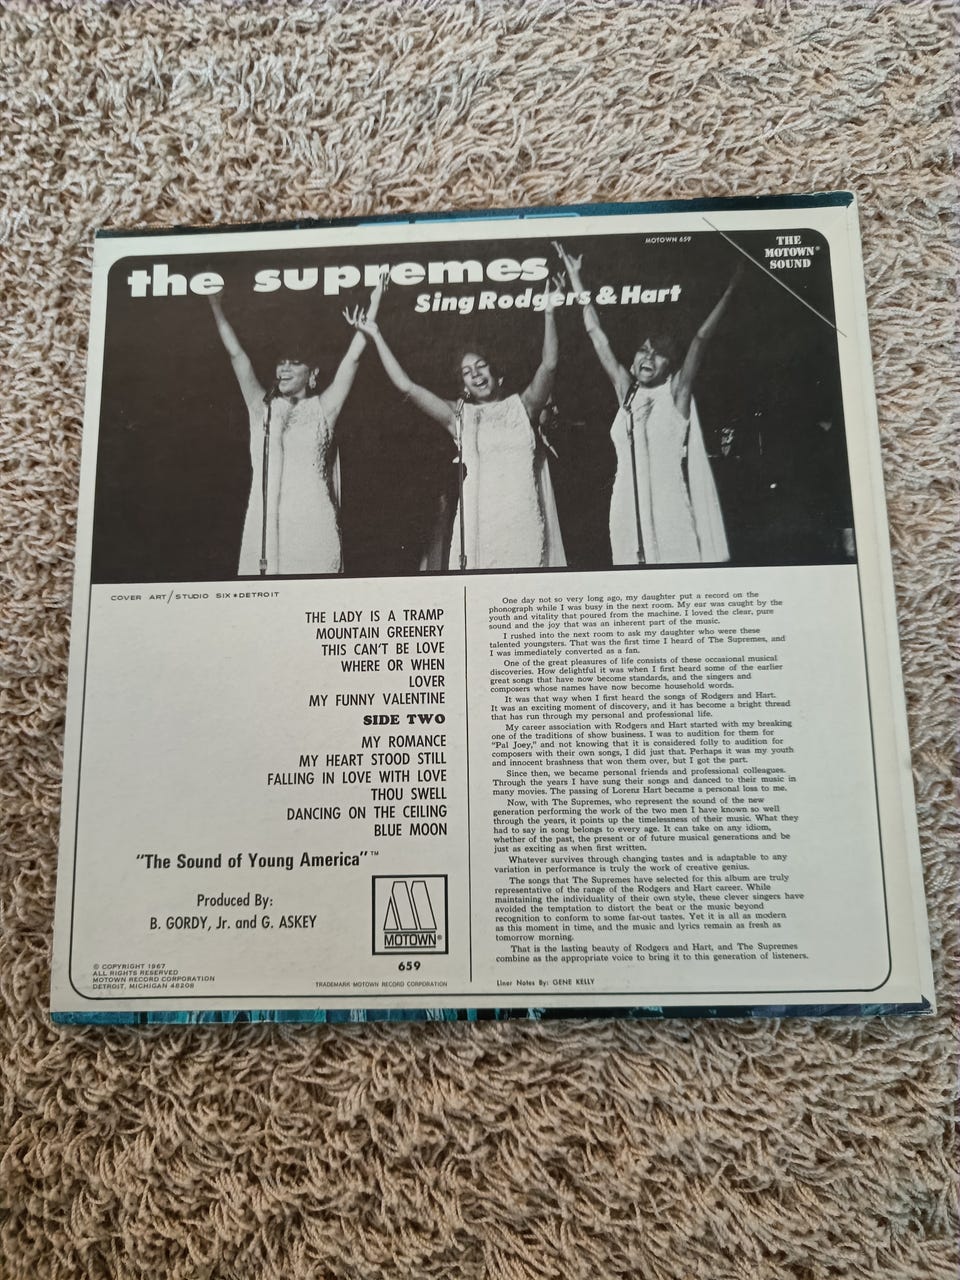 MOTOWN 659
THE
MOTOWN®
SOUND
the supremes
Sing Rodgers & Hart
COVER ART/STUDIO SIX★DETROIT
THE LADY IS A TRAMP
MOUNTAIN GREENERY
THIS CAN'T BE LOVE
WHERE OR WHEN
LOVER
MY FUNNY VALENTINE
SIDE TWO
MY ROMANCE
MY HEART STOOD STILL
FALLING IN LOVE WITH LOVE
THOU SWELL
DANCING ON THE CEILING
BLUE MOON
"The Sound of Young America"™
Produced By:
B. GORDY, Jr. and G. ASKEY
MOTOWN®
659
© COPYRIGHT 1967
ALL RIGHTS RESERVED
MOTOWN RECORD CORPORATION
DETROIT, MICHIGAN 48208
TRADEMARK MOTOWN RECORD CORPORATION
One day not so very long ago, my daughter put a record on the
phonograph while I was busy in the next room. My ear was caught by the
youth and vitality that poured from the machine. I loved the clear, pure
sound and the joy that was an inherent part of the music.
I rushed into the next room to ask my daughter who were these
talented youngsters. That was the first time I heard of The Supremes, and
I was immediately converted as a fan.
One of the great pleasures of life consists of these occasional musical
discoveries. How delightful it was when I first heard some of the earlier
great songs that have now become standards, and the singers and
composers whose names have now become household words.
It was that way when I first heard the songs of Rodgers and Hart.
It was an exciting moment of discovery, and it has become a bright thread
that has run through my personal and professional life.
My career association with Rodgers and Hart started with my breaking
one of the traditions of show business. I was to audition for them for
"Pal Joey," and not knowing that it is considered folly to audition for
composers with their own songs, I did just that. Perhaps it was my youth
and innocent brashness that won them over, but I got the part.
Since then, we became personal friends and professional colleagues.
Through the years I have sung their songs and danced to their music in
many movies. The passing of Lorenz Hart became a personal loss to me.
Now, with The Supremes, who represent the sound of the new
generation performing the work of the two men I have known so well
through the years, it points up the timelessness of their music. What they
had to say in song belongs to every age. It can take on any idiom,
whether of the past, the present or of future musical generations and be
just as exciting as when first written.
Whatever survives through changing tastes and is adaptable to any
variation in performance is truly the work of creative genius.
The songs that The Supremes have selected for this album are truly
representative of the range of the Rodgers and Hart career. While
maintaining the individuality of their own style, these clever singers have
avoided the temptation to distort the beat or the music beyond
recognition to conform to some far-out tastes. Yet it is all as modern
as this moment in time, and the music and lyrics remain as fresh as
tomorrow morning.
That is the lasting beauty of Rodgers and Hart, and The Supremes
combine as the appropriate voice to bring it to this generation of listeners.
Liner Notes By: GENE KELLY